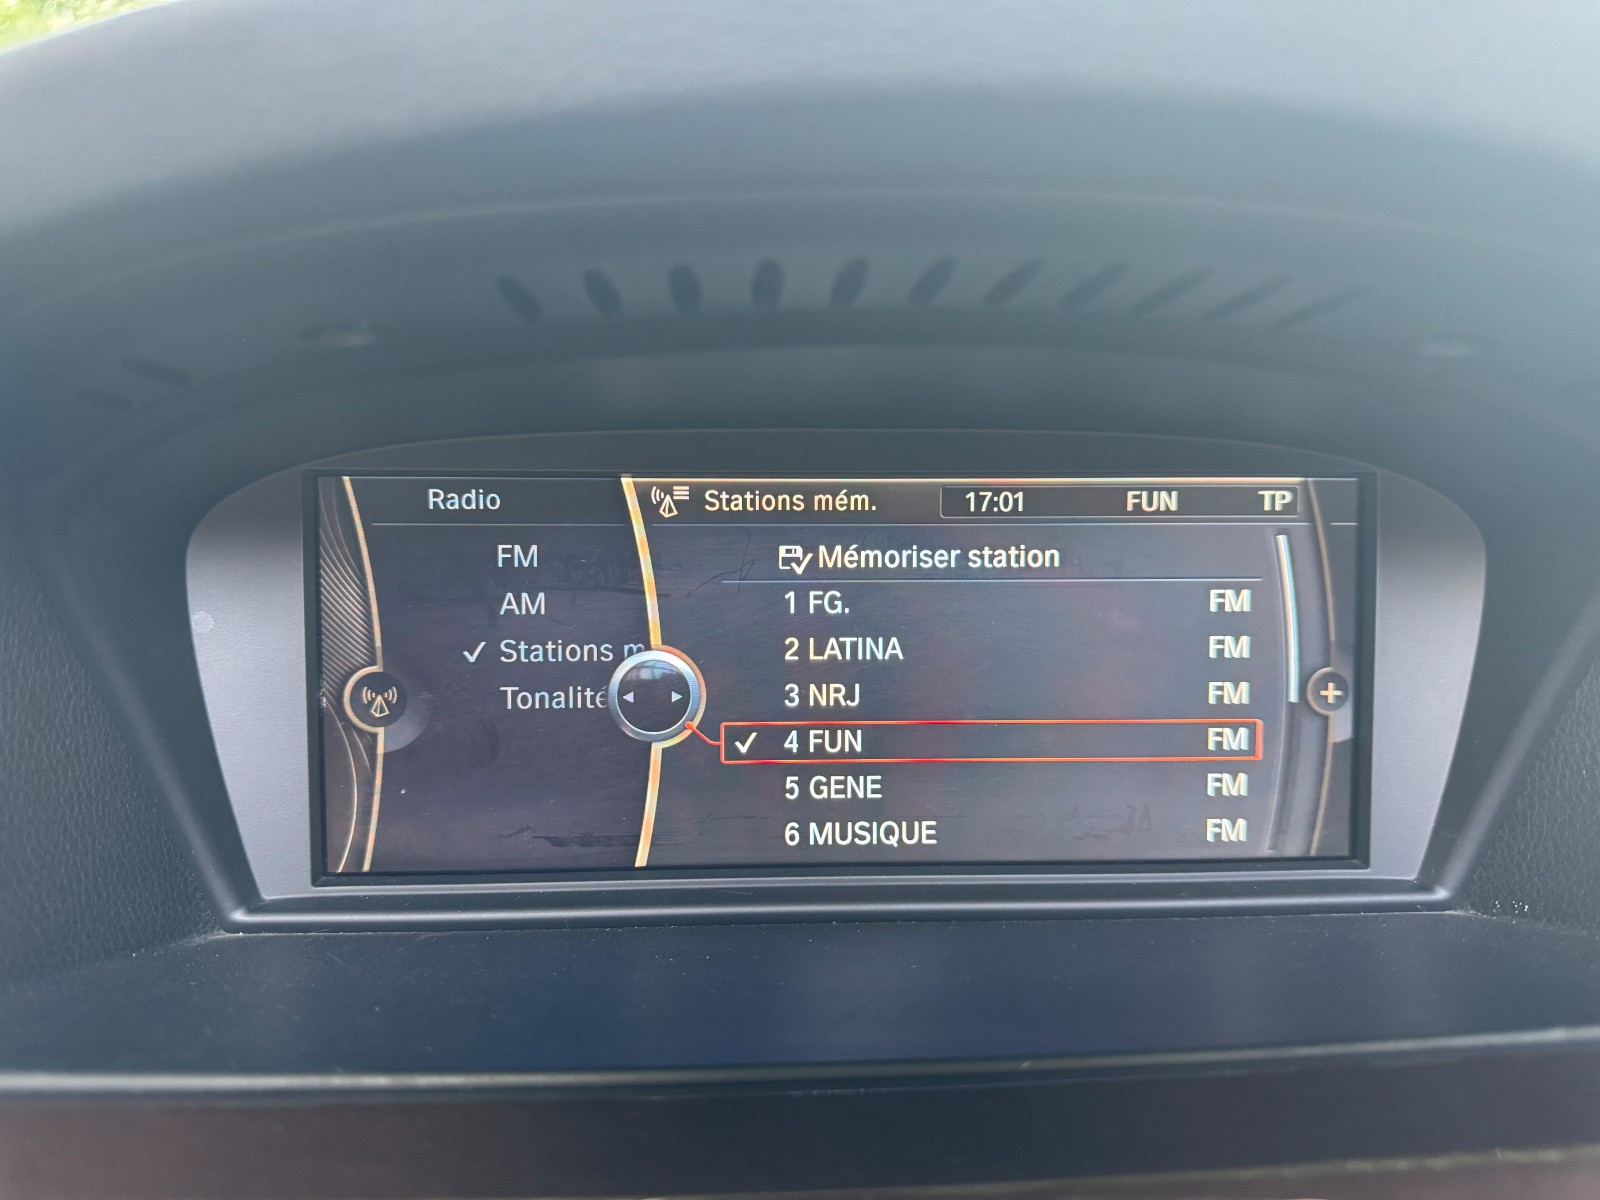 Radio
Stations mém. 17:01 FUN TP
FM
AM
✓ Stations m
Tonalité
Mémoriser station
1 FG. FM
2 LATINA FM
3 NRJ FM
✓ 4 FUN FM
5 GENE FM
6 MUSIQUE FM